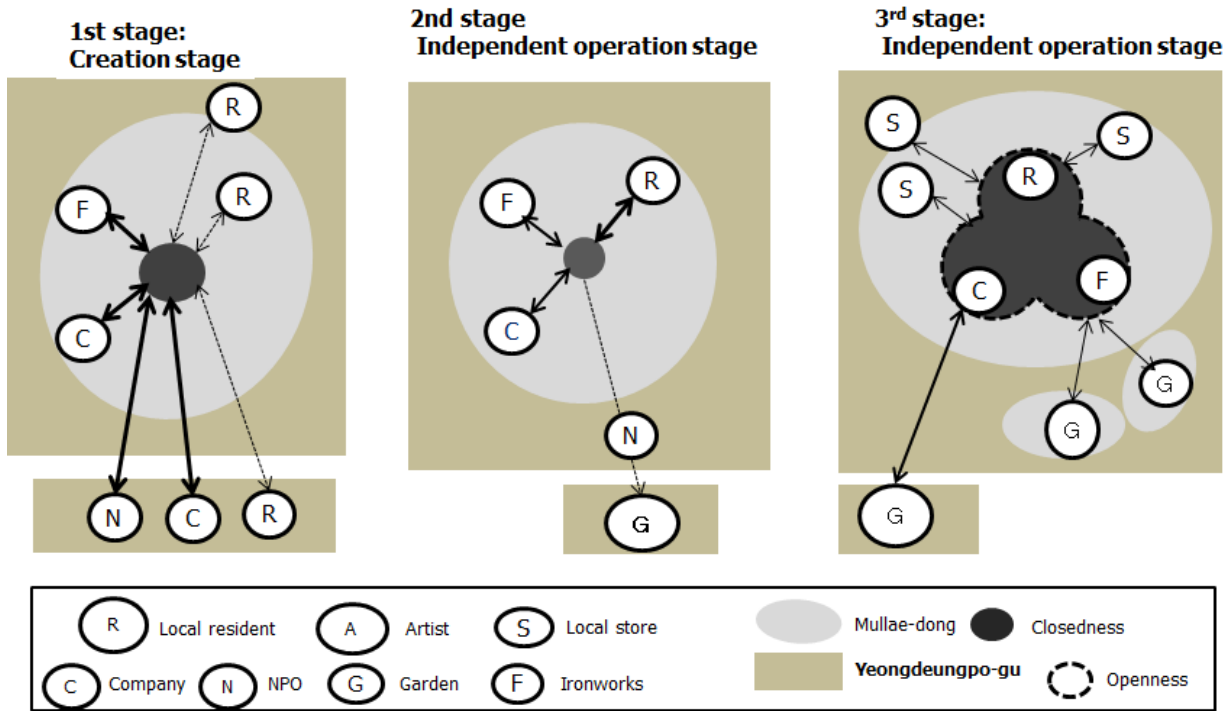 1st stage:
Creation stage
2nd stage
Independent operation stage
3rd stage:
Independent operation stage
R
R
F
C
N
C
R
F
R
C
N
G
S
S
S
R
C
F
G
G
G
R Local resident
A Artist
S Local store
Mullae-dong
Closedness
C Company
N NPO
G Garden
F Ironworks
Yeongdeungpo-gu
Openness